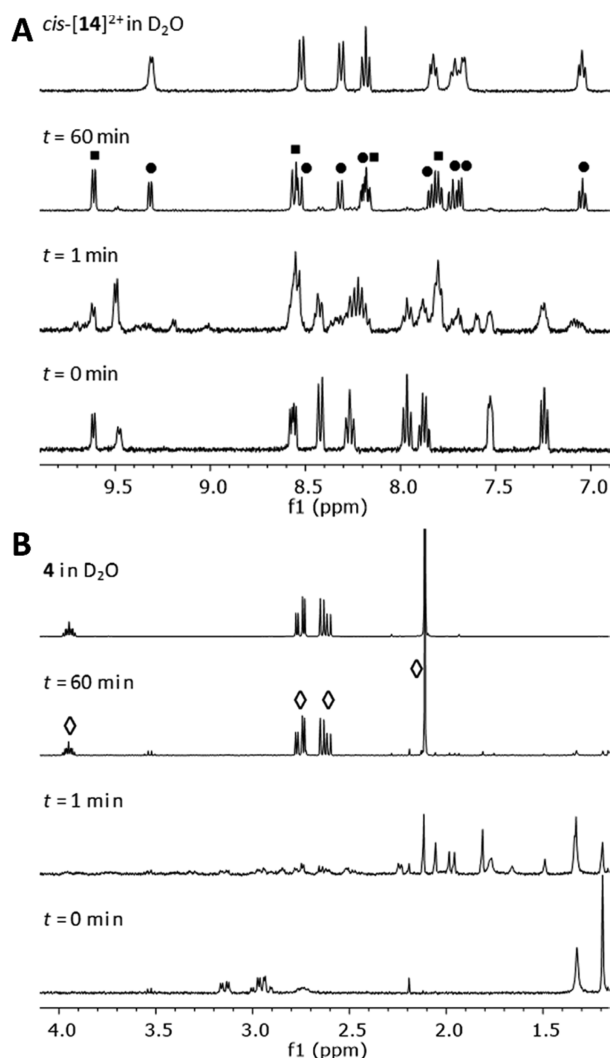 A
cis-[14]²⁺ in D₂O
t = 60 min
t = 1 min
t = 0 min
9.5 9.0 8.5 8.0 7.5 7.0
f1 (ppm)
B
4 in D₂O
t = 60 min
t = 1 min
t = 0 min
4.0 3.5 3.0 2.5 2.0 1.5
f1 (ppm)